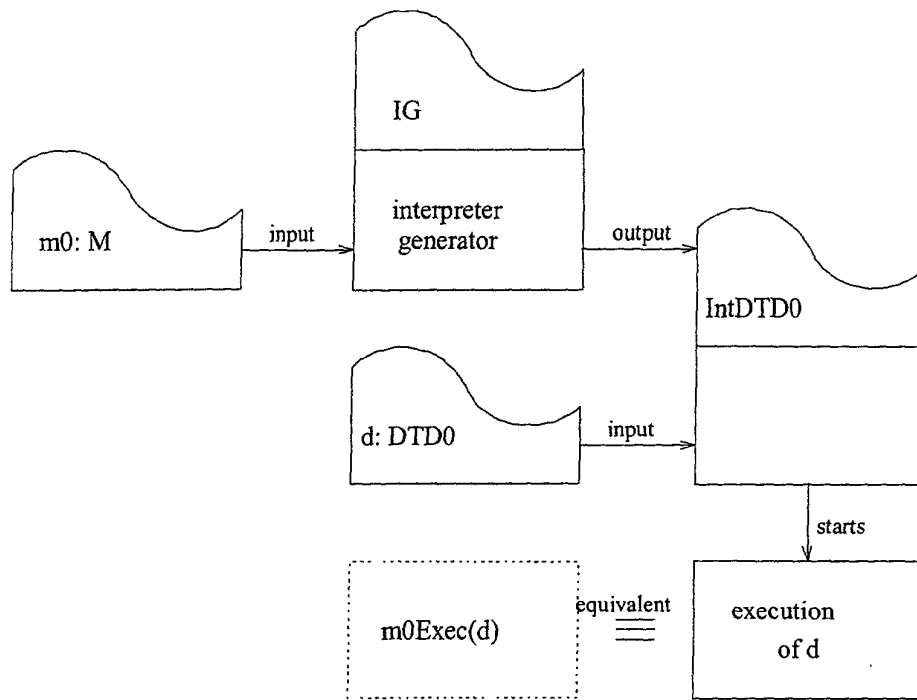 IG
m0: M
input
interpreter
generator
output
IntDTD0
d: DTD0
input
starts
m0Exec(d)
equivalent
execution
of d